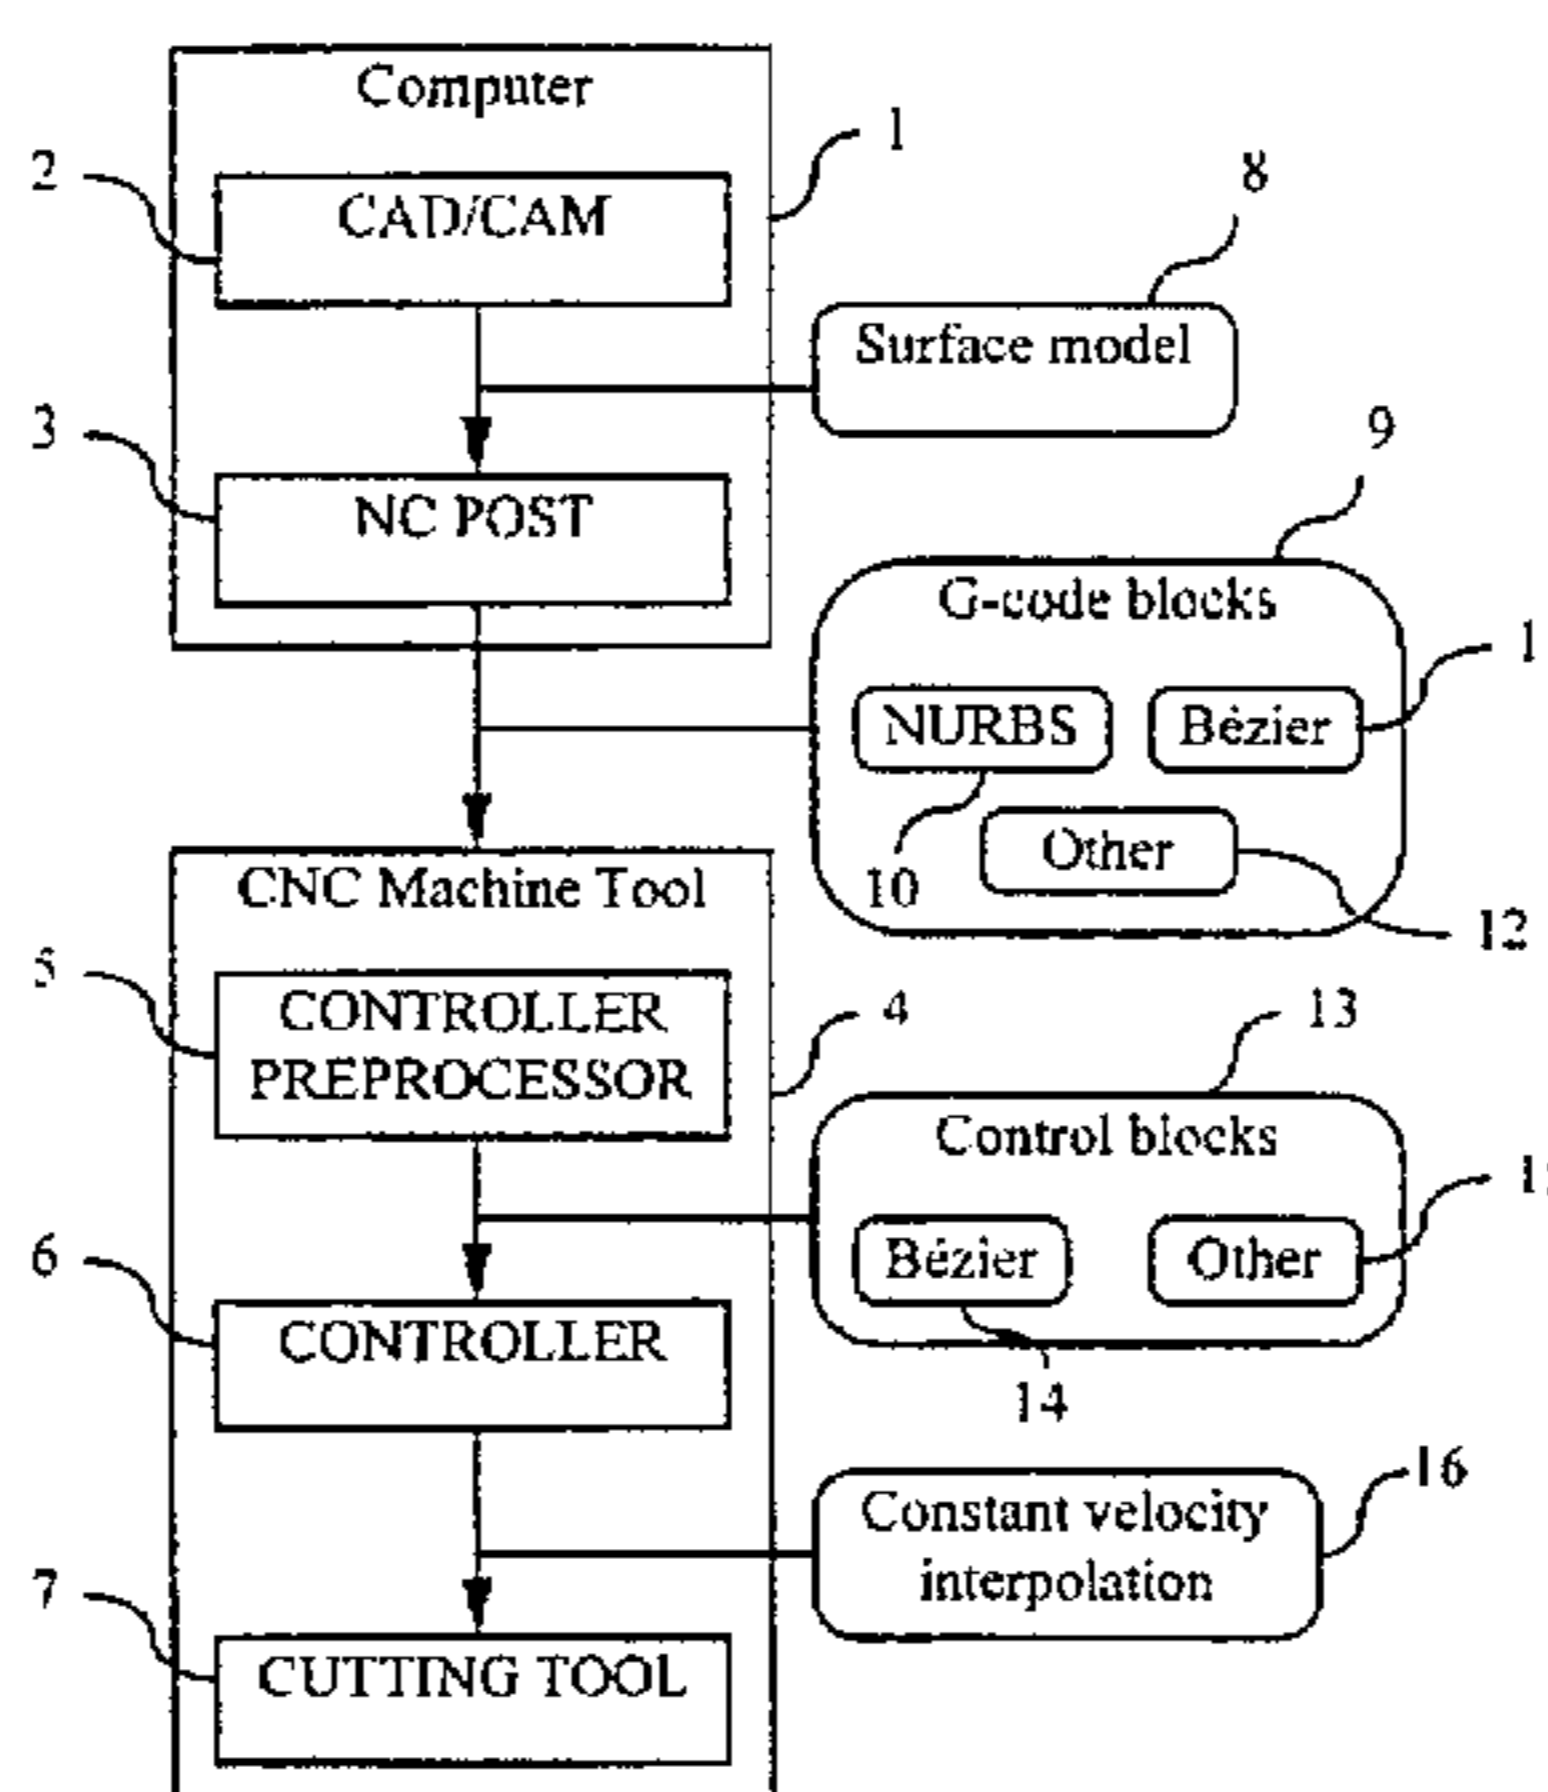 Computer
1
2
CAD/CAM
8
Surface model
3
NC POST
9
G-code blocks
1
NURBS
Bézier
10
Other
12
CNC Machine Tool
5
CONTROLLER
PREPROCESSOR
4
13
Control blocks
Bézier
Other
6
CONTROLLER
14
16
Constant velocity
interpolation
7
CUTTING TOOL